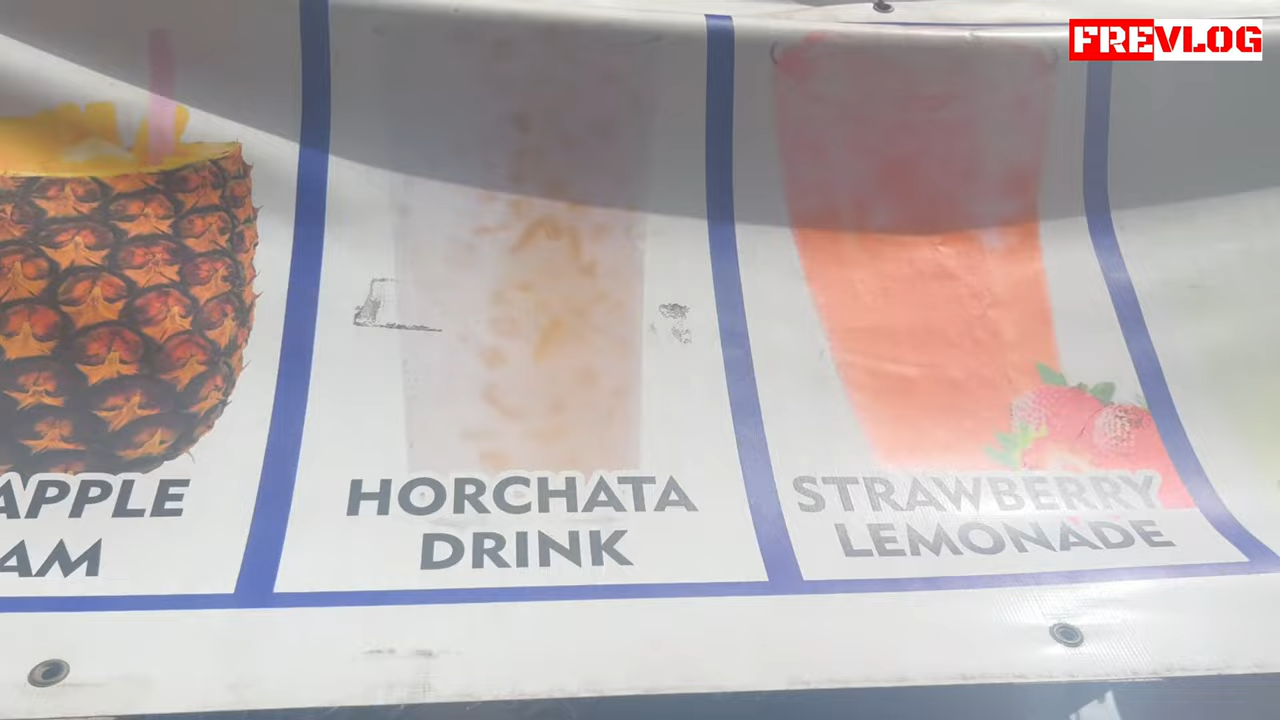 FREVLOG
APPLE
AM
HORCHATA
DRINK
STRAWBERRY
LEMONADE